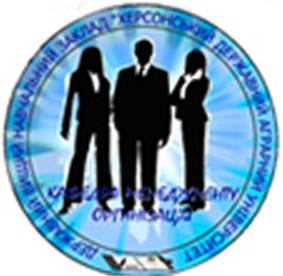 ДЕРЖАВНИЙ ВИЩИЙ НАВЧАЛЬНИЙ ЗАКЛАД "ХЕРСОНСЬКИЙ ДЕРЖАВНИЙ АГРАРНИЙ УНІВЕРСИТЕТ
КАФЕДРА МЕНЕДЖМЕНТУ
ОРГАНІЗАЦІЙ